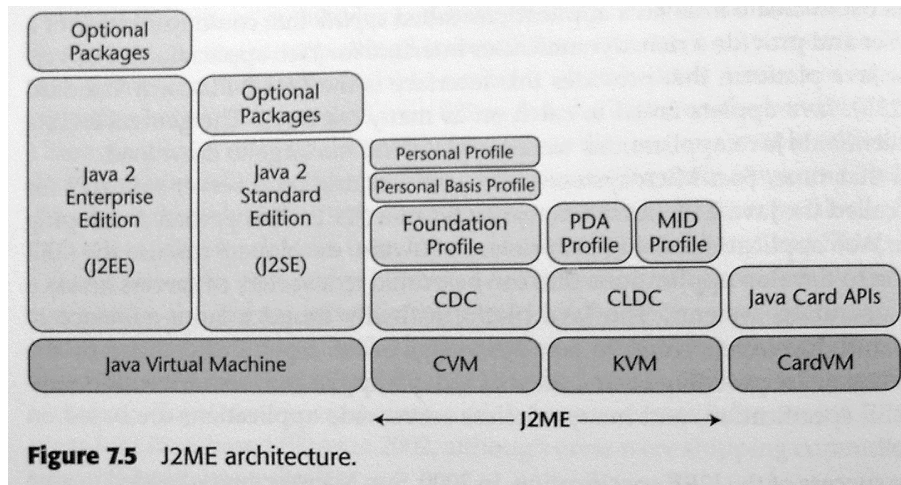 Optional
Packages
Optional
Packages
Java 2
Enterprise
Edition
(J2EE)
Java 2
Standard
Edition
(J2SE)
Personal Profile
Personal Basis Profile
Foundation
Profile
PDA
Profile
MID
Profile
CDC
CLDC
Java Card APIs
Java Virtual Machine
CVM
KVM
CardVM
J2ME
Figure 7.5 J2ME architecture.